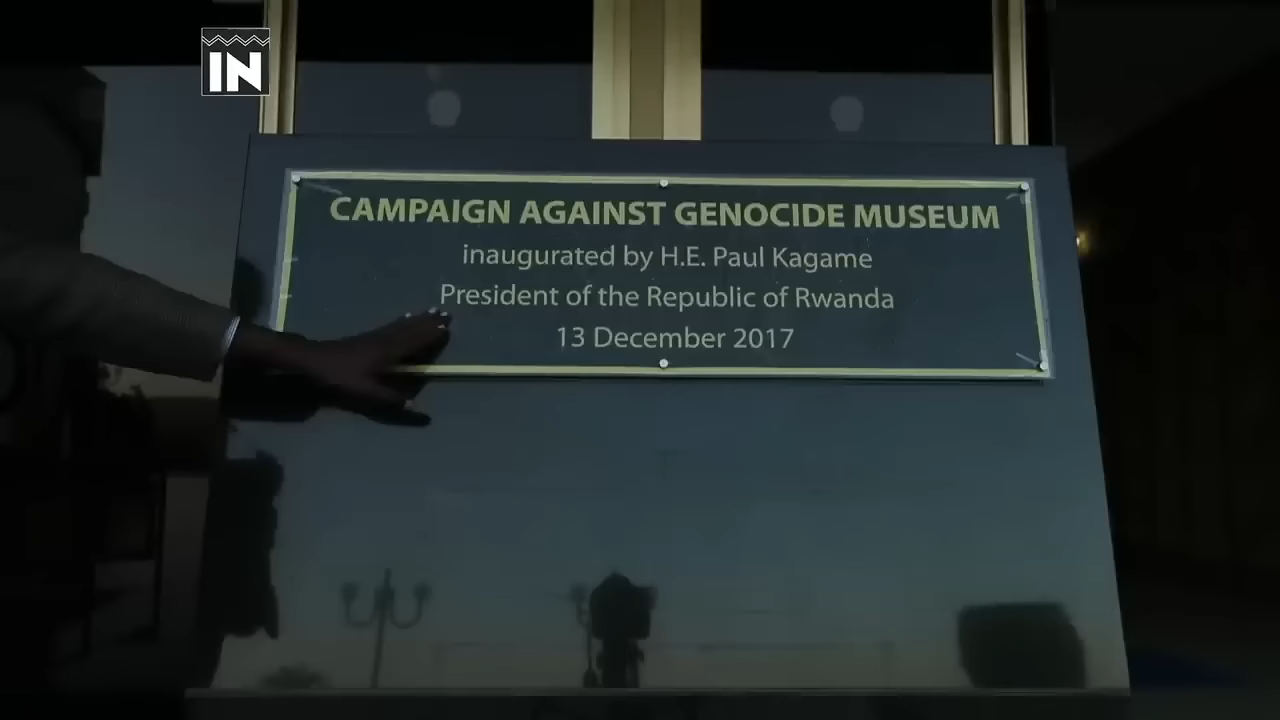 IN
CAMPAIGN AGAINST GENOCIDE MUSEUM
inaugurated by H.E. Paul Kagame
President of the Republic of Rwanda
13 December 2017